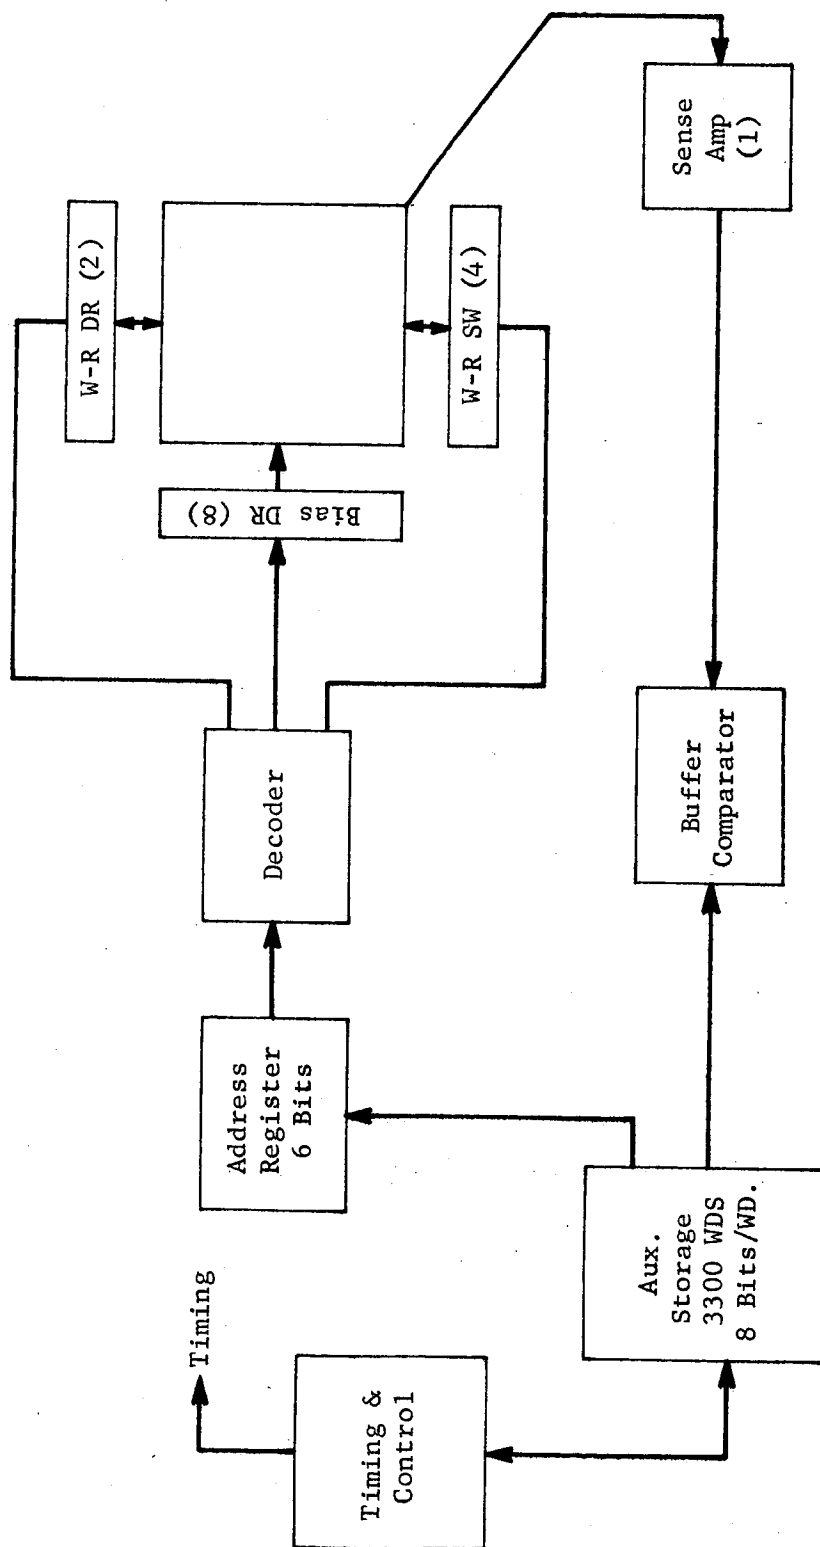 Timing
Timing &
Control
Address
Register
6 Bits
Aux.
Storage
3300 WDS
8 Bits/WD.
Decoder
Bias DR (8)
W-R DR (2)
W-R SW (4)
Buffer
Comparator
Sense
Amp
(1)